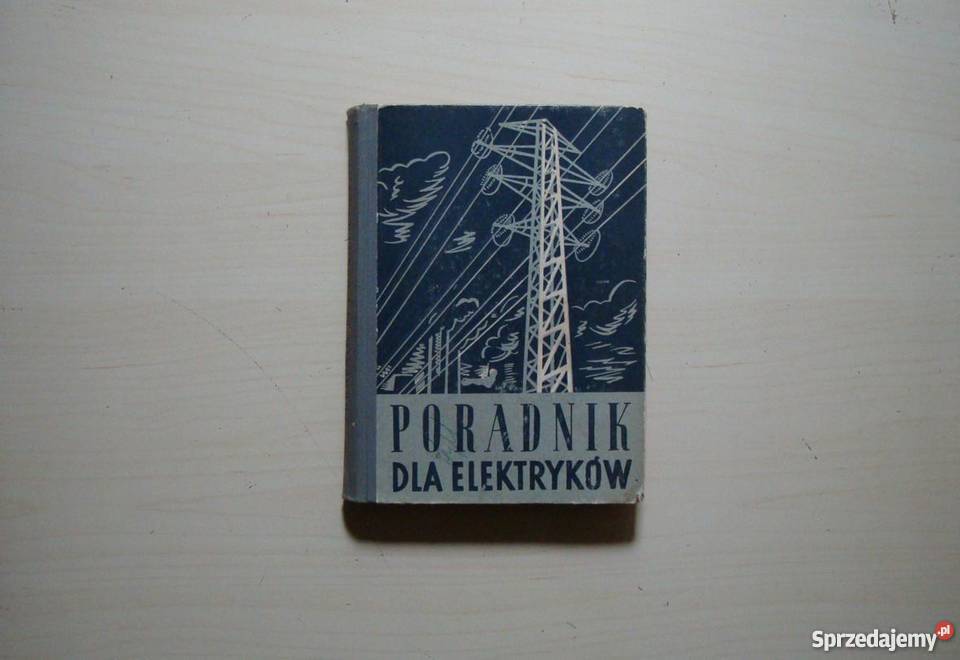 PORADNIK
DLA ELEKTRYKÓW
Sprzedajemy.pl